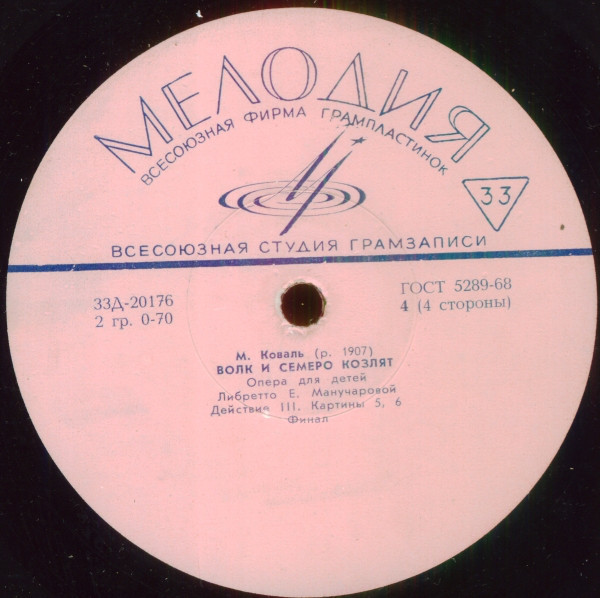 МЕЛОДИЯ
ВСЕСОЮЗНАЯ ФИРМА ГРАМПЛАСТИНОК
33
ВСЕСОЮЗНАЯ СТУДИЯ ГРАМЗАПИСИ
33Д-20176
2 гр. 0-70
ГОСТ 5289-68
4 (4 стороны)
М. Коваль (р. 1907)
ВОЛК И СЕМЕРО КОЗЛЯТ
Опера для детей
Либретто Е. Манучаровой
Действие III. Картины 5, 6
Финал